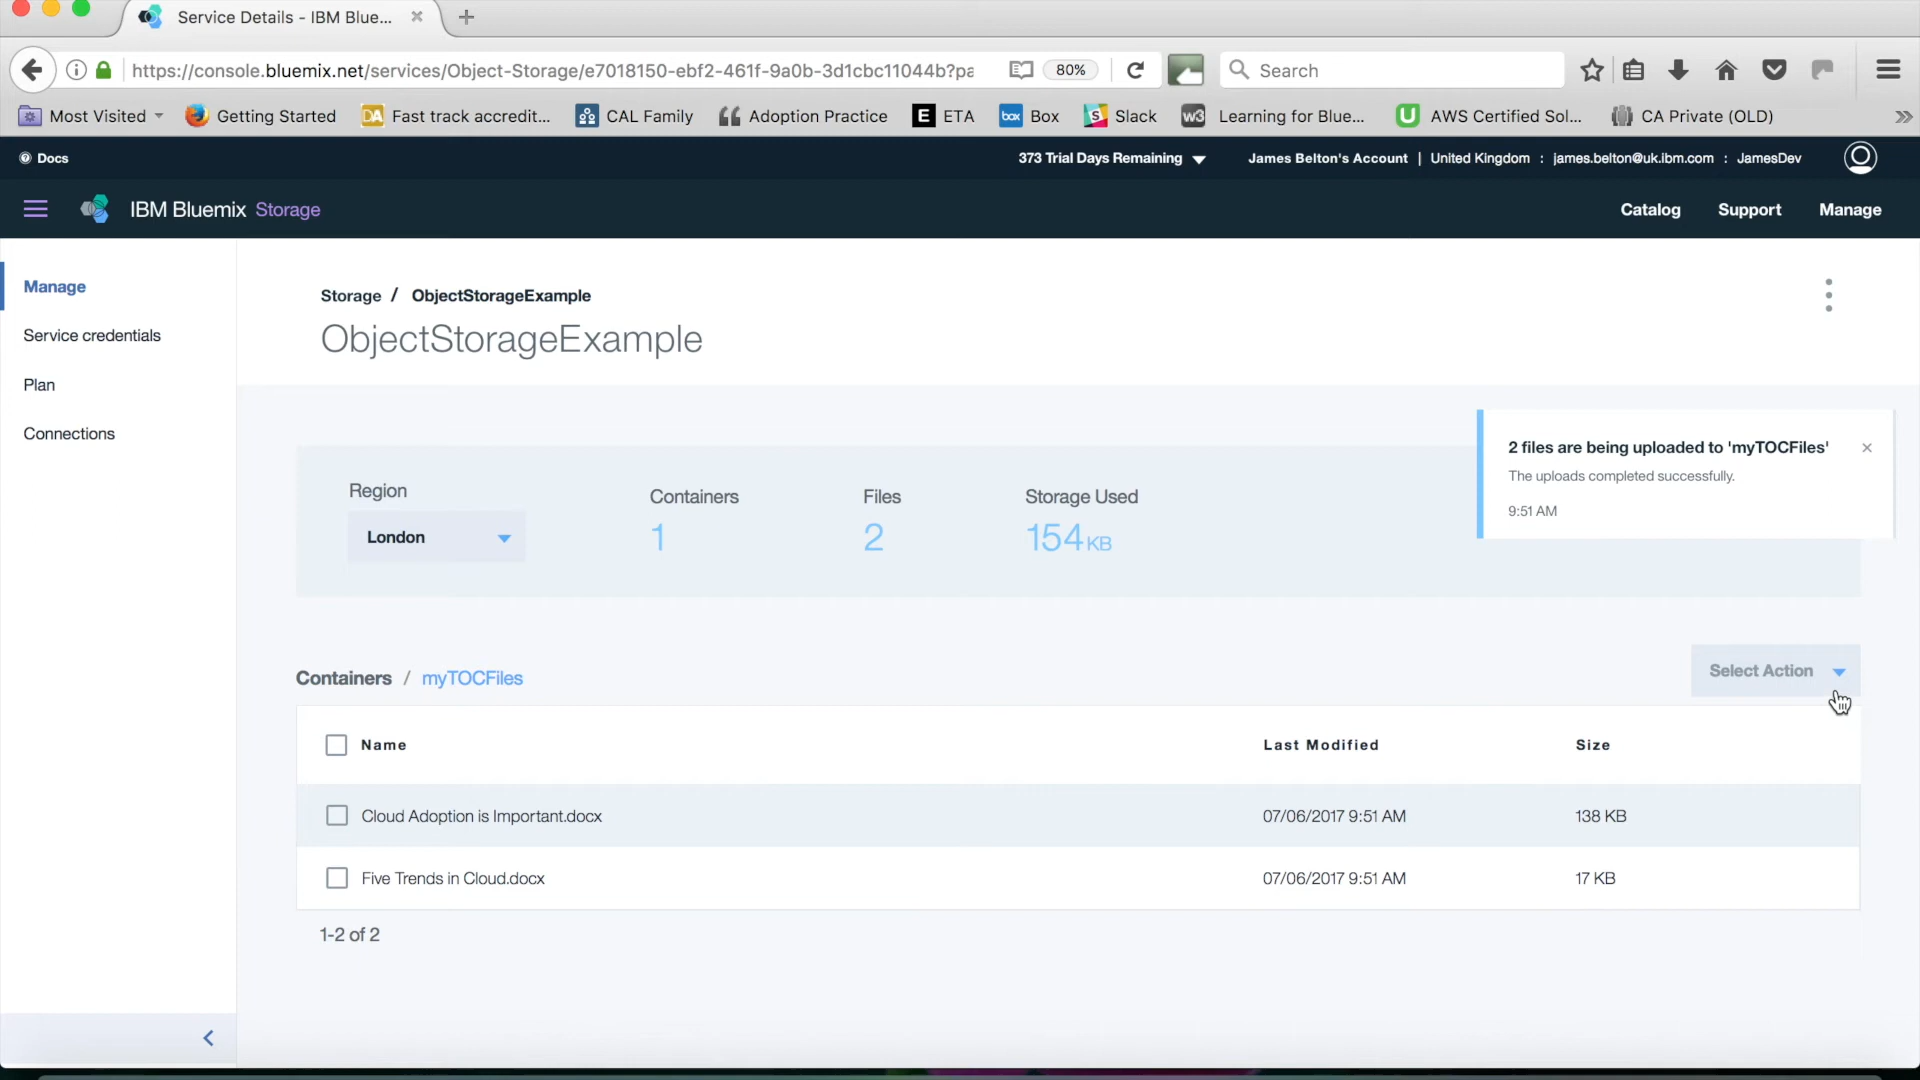 Service Details - IBM Blue...
https://console.bluemix.net/services/Object-Storage/e7018150-ebf2-461f-9a0b-3d1cbc11044b?pa
80%
Search
Most Visited
Getting Started
DA Fast track accredit...
CAL Family
Adoption Practice
E ETA
box Box
S Slack
w3 Learning for Blue...
U AWS Certified Sol...
CA Private (OLD)
Docs
373 Trial Days Remaining
James Belton's Account | United Kingdom : james.belton@uk.ibm.com : JamesDev
IBM Bluemix Storage
Catalog
Support
Manage
Manage
Service credentials
Plan
Connections
Storage / ObjectStorageExample
ObjectStorageExample
2 files are being uploaded to 'myTOCFiles'
The uploads completed successfully.
9:51 AM
Region
London
Containers
1
Files
2
Storage Used
154 KB
Containers / myTOCFiles
Select Action
Name Last Modified Size
Cloud Adoption is Important.docx 07/06/2017 9:51 AM 138 KB
Five Trends in Cloud.docx 07/06/2017 9:51 AM 17 KB
1-2 of 2